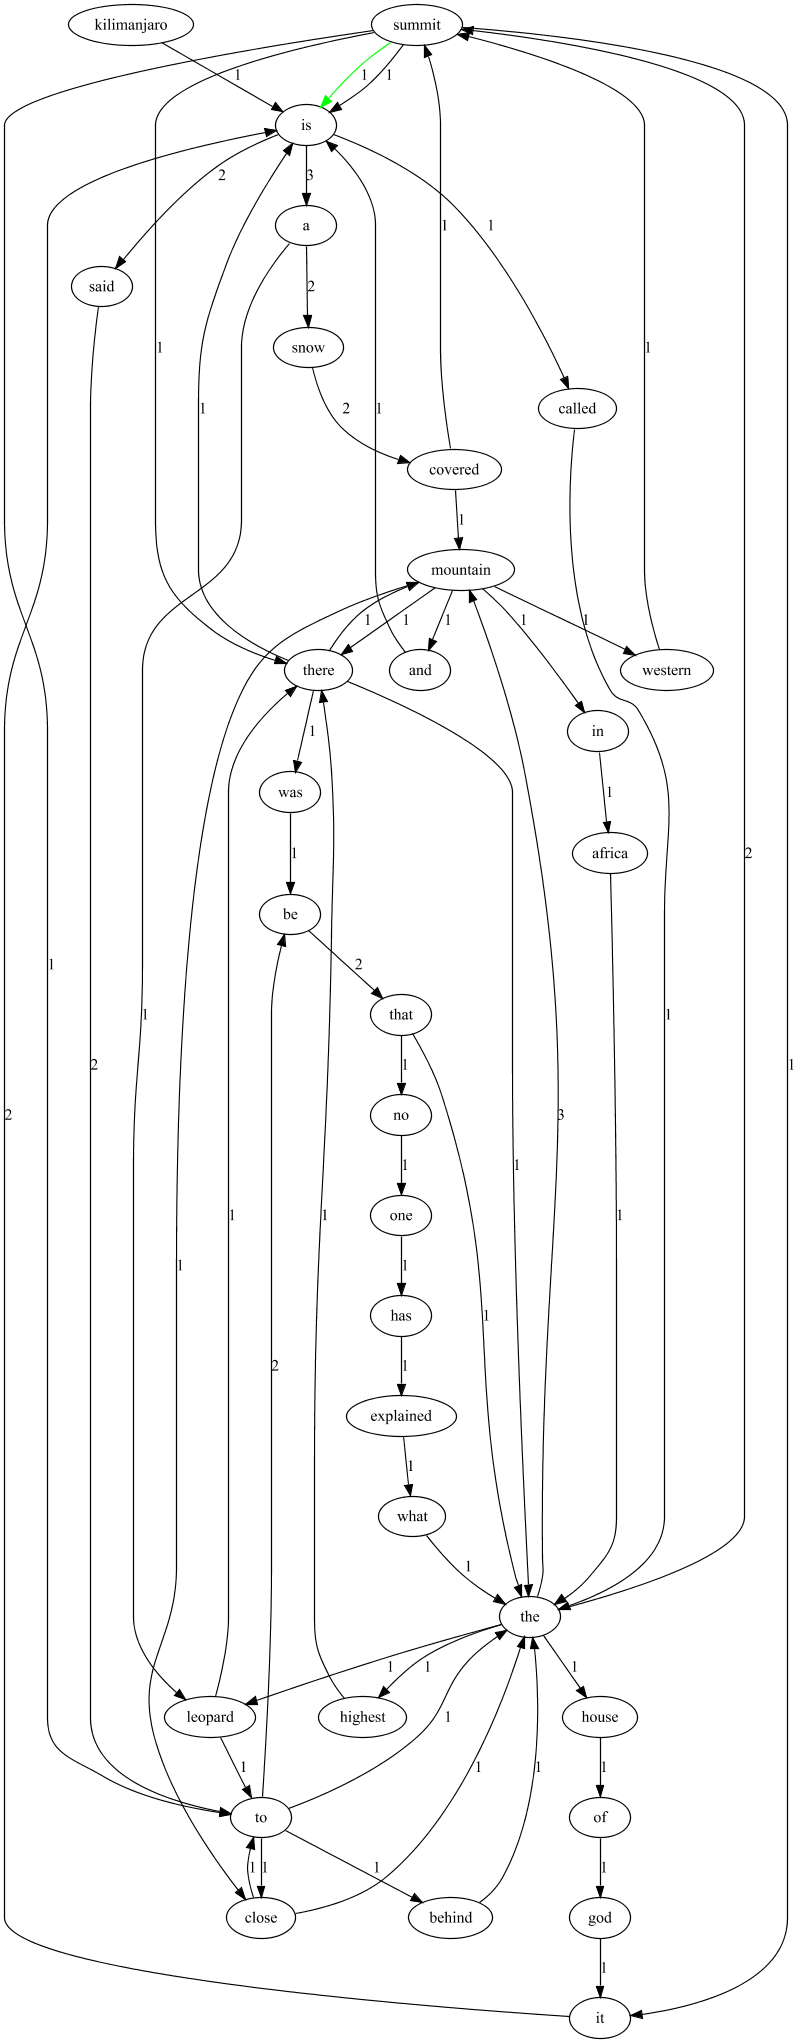 kilimanjaro summit
1 1 1
is
2 3 1
a
said
2
snow
1 1 2 1 1
called
covered
1
mountain
1 1 1 1 1
there and western
in
1
was
1
africa
1 2
be
2
1
that
1 2 1 1
no
2 3
1 1 1 1
one
1 1
has
1
2 1
explained
1
what
1
the
1 1 1
leopard highest house
1
1 1 1
to of
1 1 1 1
close behind god
1
it